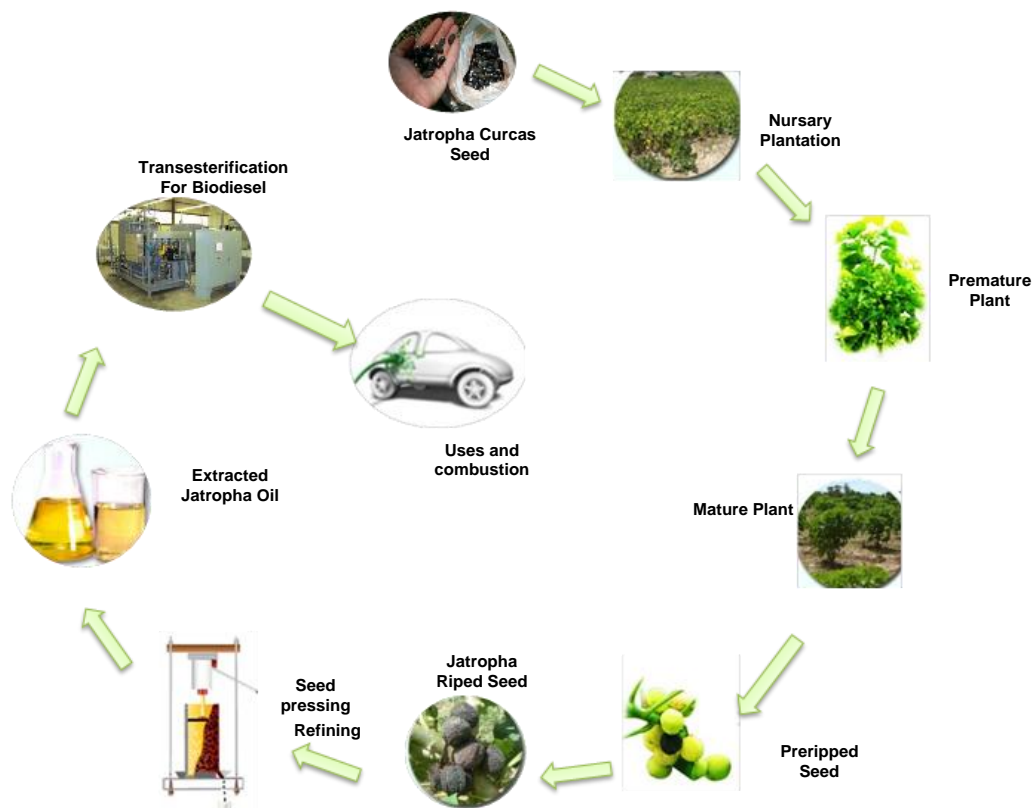 Jatropha Curcas
Seed
Nursary
Plantation
Premature
Plant
Mature Plant
Preripped
Seed
Jatropha
Riped Seed
Seed
pressing
Refining
Extracted
Jatropha Oil
Transesterification
For Biodiesel
Uses and
combustion